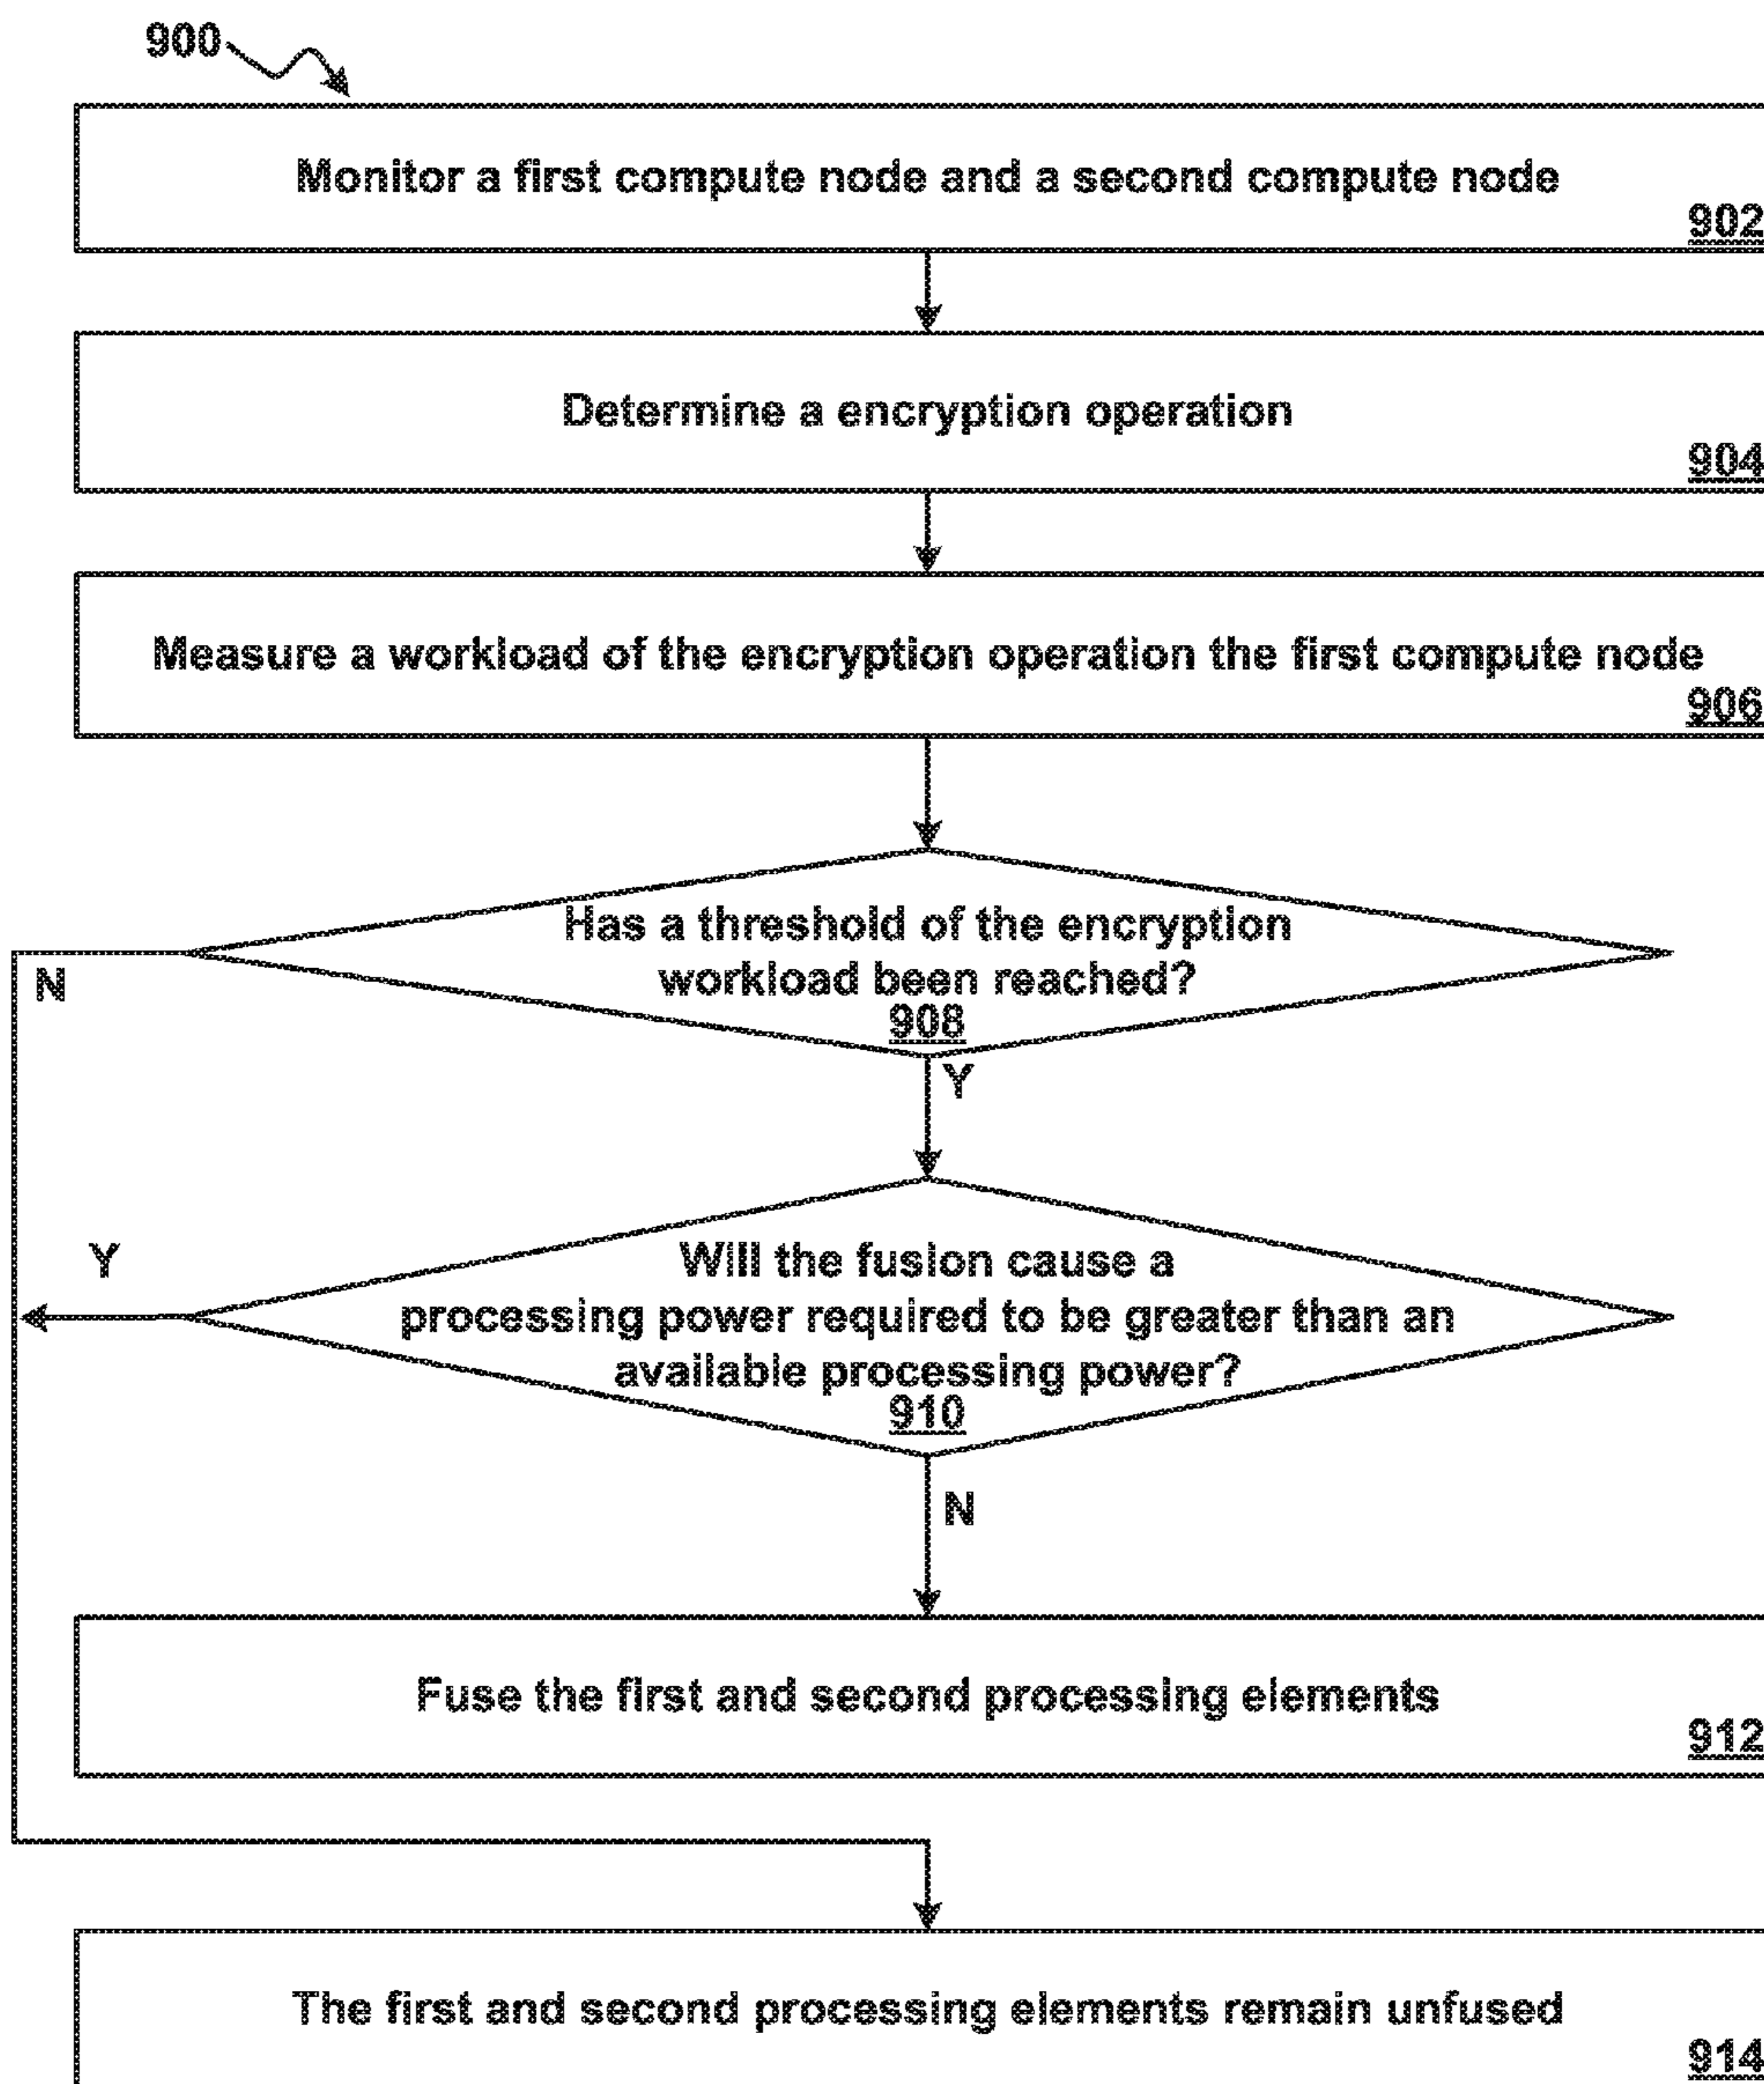 900
Monitor a first compute node and a second compute node
902
Determine a encryption operation
904
Measure a workload of the encryption operation the first compute node
906
Has a threshold of the encryption
workload been reached?
908
N
Y
Will the fusion cause a
processing power required to be greater than an
available processing power?
910
Y
N
Fuse the first and second processing elements
912
The first and second processing elements remain unfused
914